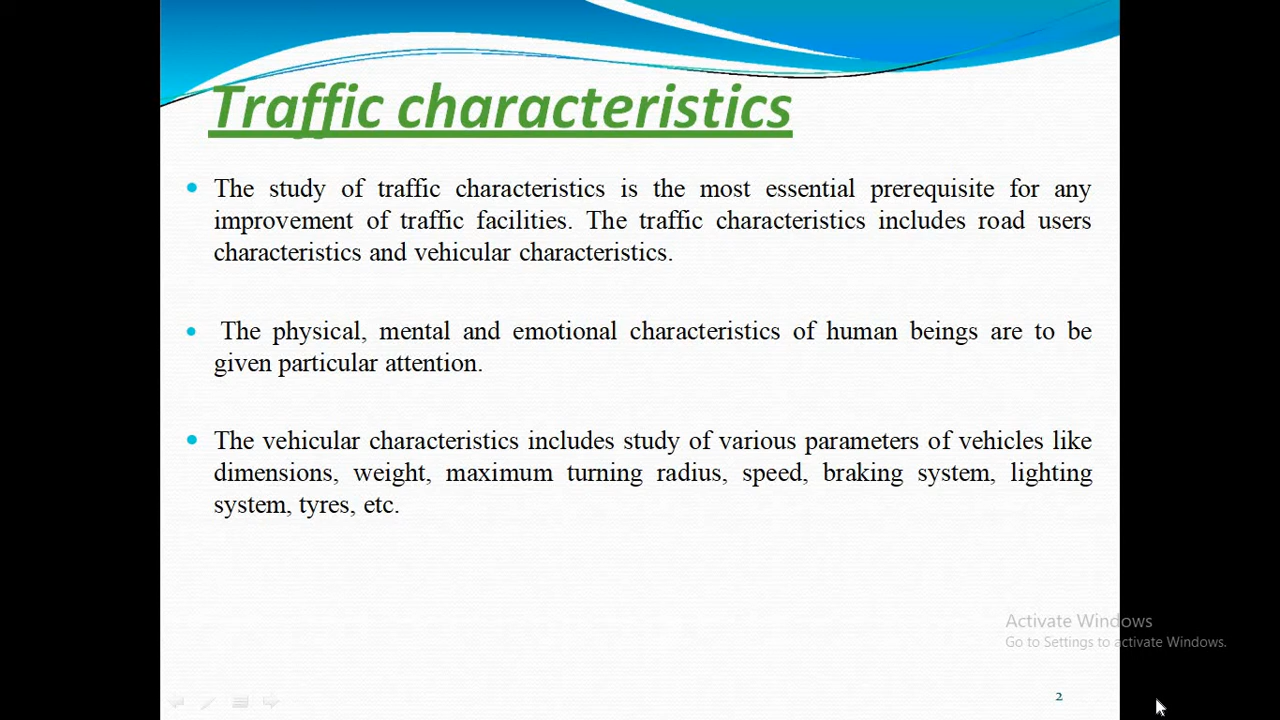 Traffic characteristics
The study of traffic characteristics is the most essential prerequisite for any
improvement of traffic facilities. The traffic characteristics includes road users
characteristics and vehicular characteristics.
The physical, mental and emotional characteristics of human beings are to be
given particular attention.
The vehicular characteristics includes study of various parameters of vehicles like
dimensions, weight, maximum turning radius, speed, braking system, lighting
system, tyres, etc.
Activate Windows
Go to Settings to activate Windows.
2